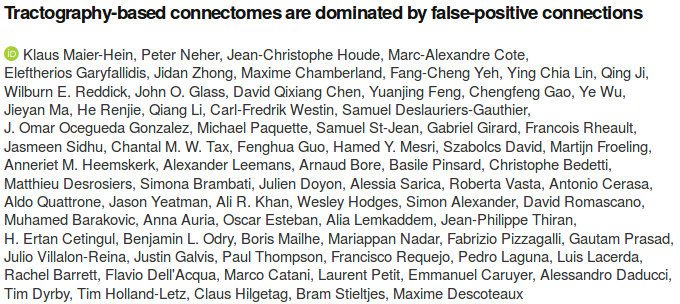 Tractography-based connectomes are dominated by false-positive connections
iD Klaus Maier-Hein, Peter Neher, Jean-Christophe Houde, Marc-Alexandre Cote,
Eleftherios Garyfallidis, Jidan Zhong, Maxime Chamberland, Fang-Cheng Yeh, Ying Chia Lin, Qing Ji,
Wilburn E. Reddick, John O. Glass, David Qixiang Chen, Yuanjing Feng, Chengfeng Gao, Ye Wu,
Jieyan Ma, He Renjie, Qiang Li, Carl-Fredrik Westin, Samuel Deslauriers-Gauthier,
J. Omar Ocegueda Gonzalez, Michael Paquette, Samuel St-Jean, Gabriel Girard, Francois Rheault,
Jasmeen Sidhu, Chantal M. W. Tax, Fenghua Guo, Hamed Y. Mesri, Szabolcs David, Martijn Froeling,
Anneriet M. Heemskerk, Alexander Leemans, Arnaud Bore, Basile Pinsard, Christophe Bedetti,
Matthieu Desrosiers, Simona Brambati, Julien Doyon, Alessia Sarica, Roberta Vasta, Antonio Cerasa,
Aldo Quattrone, Jason Yeatman, Ali R. Khan, Wesley Hodges, Simon Alexander, David Romascano,
Muhamed Barakovic, Anna Auria, Oscar Esteban, Alia Lemkaddem, Jean-Philippe Thiran,
H. Ertan Cetingul, Benjamin L. Odry, Boris Mailhe, Mariappan Nadar, Fabrizio Pizzagalli, Gautam Prasad,
Julio Villalon-Reina, Justin Galvis, Paul Thompson, Francisco Requejo, Pedro Laguna, Luis Lacerda,
Rachel Barrett, Flavio Dell'Acqua, Marco Catani, Laurent Petit, Emmanuel Caruyer, Alessandro Daducci,
Tim Dyrby, Tim Holland-Letz, Claus Hilgetag, Bram Stieltjes, Maxime Descoteaux